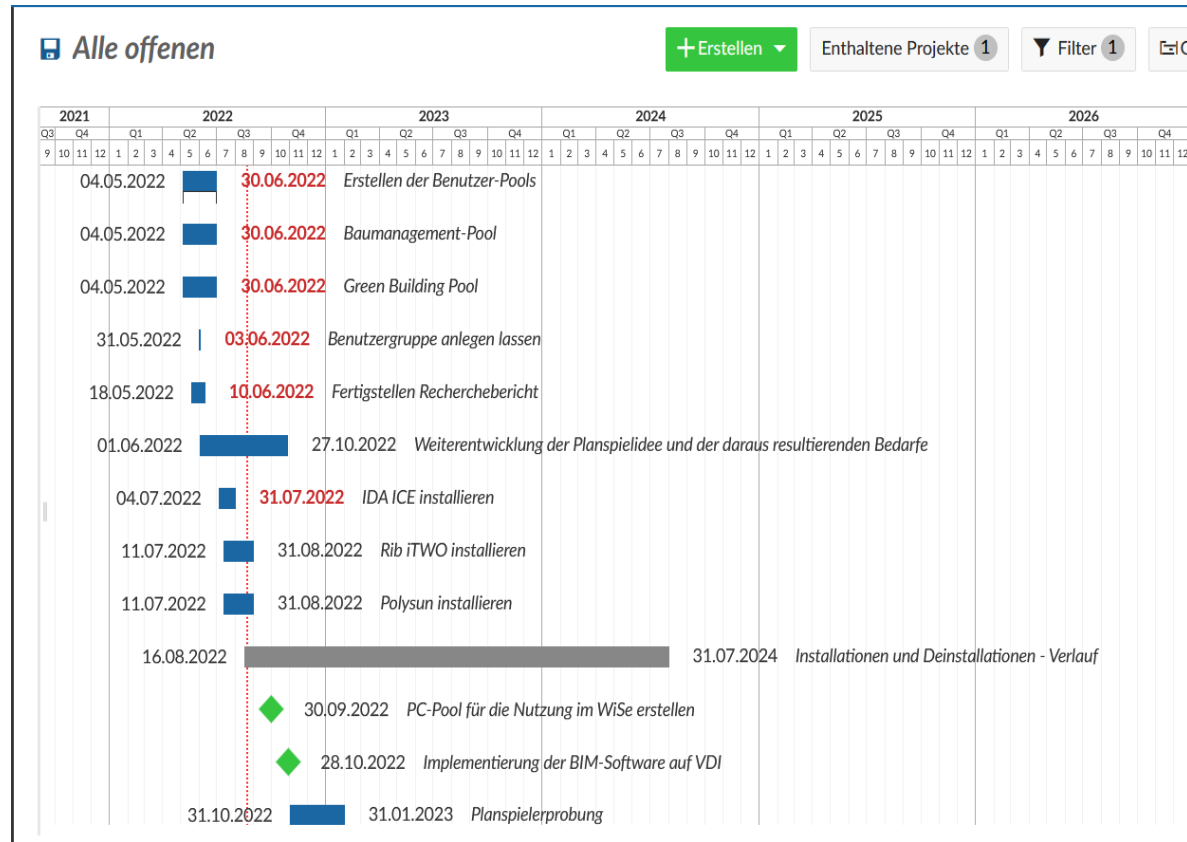 Alle offenen
+ Erstellen
Enthaltene Projekte 1
Filter 1
2021 2022 2023 2024 2025 2026
Q3 Q4 Q1 Q2 Q3 Q4 Q1 Q2 Q3 Q4 Q1 Q2 Q3 Q4 Q1 Q2 Q3 Q4 Q1 Q2 Q3 Q4
9 10 11 12 1 2 3 4 5 6 7 8 9 10 11 12 1 2 3 4 5 6 7 8 9 10 11 12 1 2 3 4 5 6 7 8 9 10 11 12 1 2 3 4 5 6 7 8 9 10 11 12 1 2 3 4 5 6 7 8 9 10 11 12
04.05.2022 30.06.2022 Erstellen der Benutzer-Pools
04.05.2022 30.06.2022 Baumanagement-Pool
04.05.2022 30.06.2022 Green Building Pool
31.05.2022 03.06.2022 Benutzergruppe anlegen lassen
18.05.2022 10.06.2022 Fertigstellen Recherchebericht
01.06.2022 27.10.2022 Weiterentwicklung der Planspielidee und der daraus resultierenden Bedarfe
04.07.2022 31.07.2022 IDA ICE installieren
11.07.2022 31.08.2022 Rib iTWO installieren
11.07.2022 31.08.2022 Polysun installieren
16.08.2022 31.07.2024 Installationen und Deinstallationen - Verlauf
30.09.2022 PC-Pool für die Nutzung im WiSe erstellen
28.10.2022 Implementierung der BIM-Software auf VDI
31.10.2022 31.01.2023 Planspielerprobung